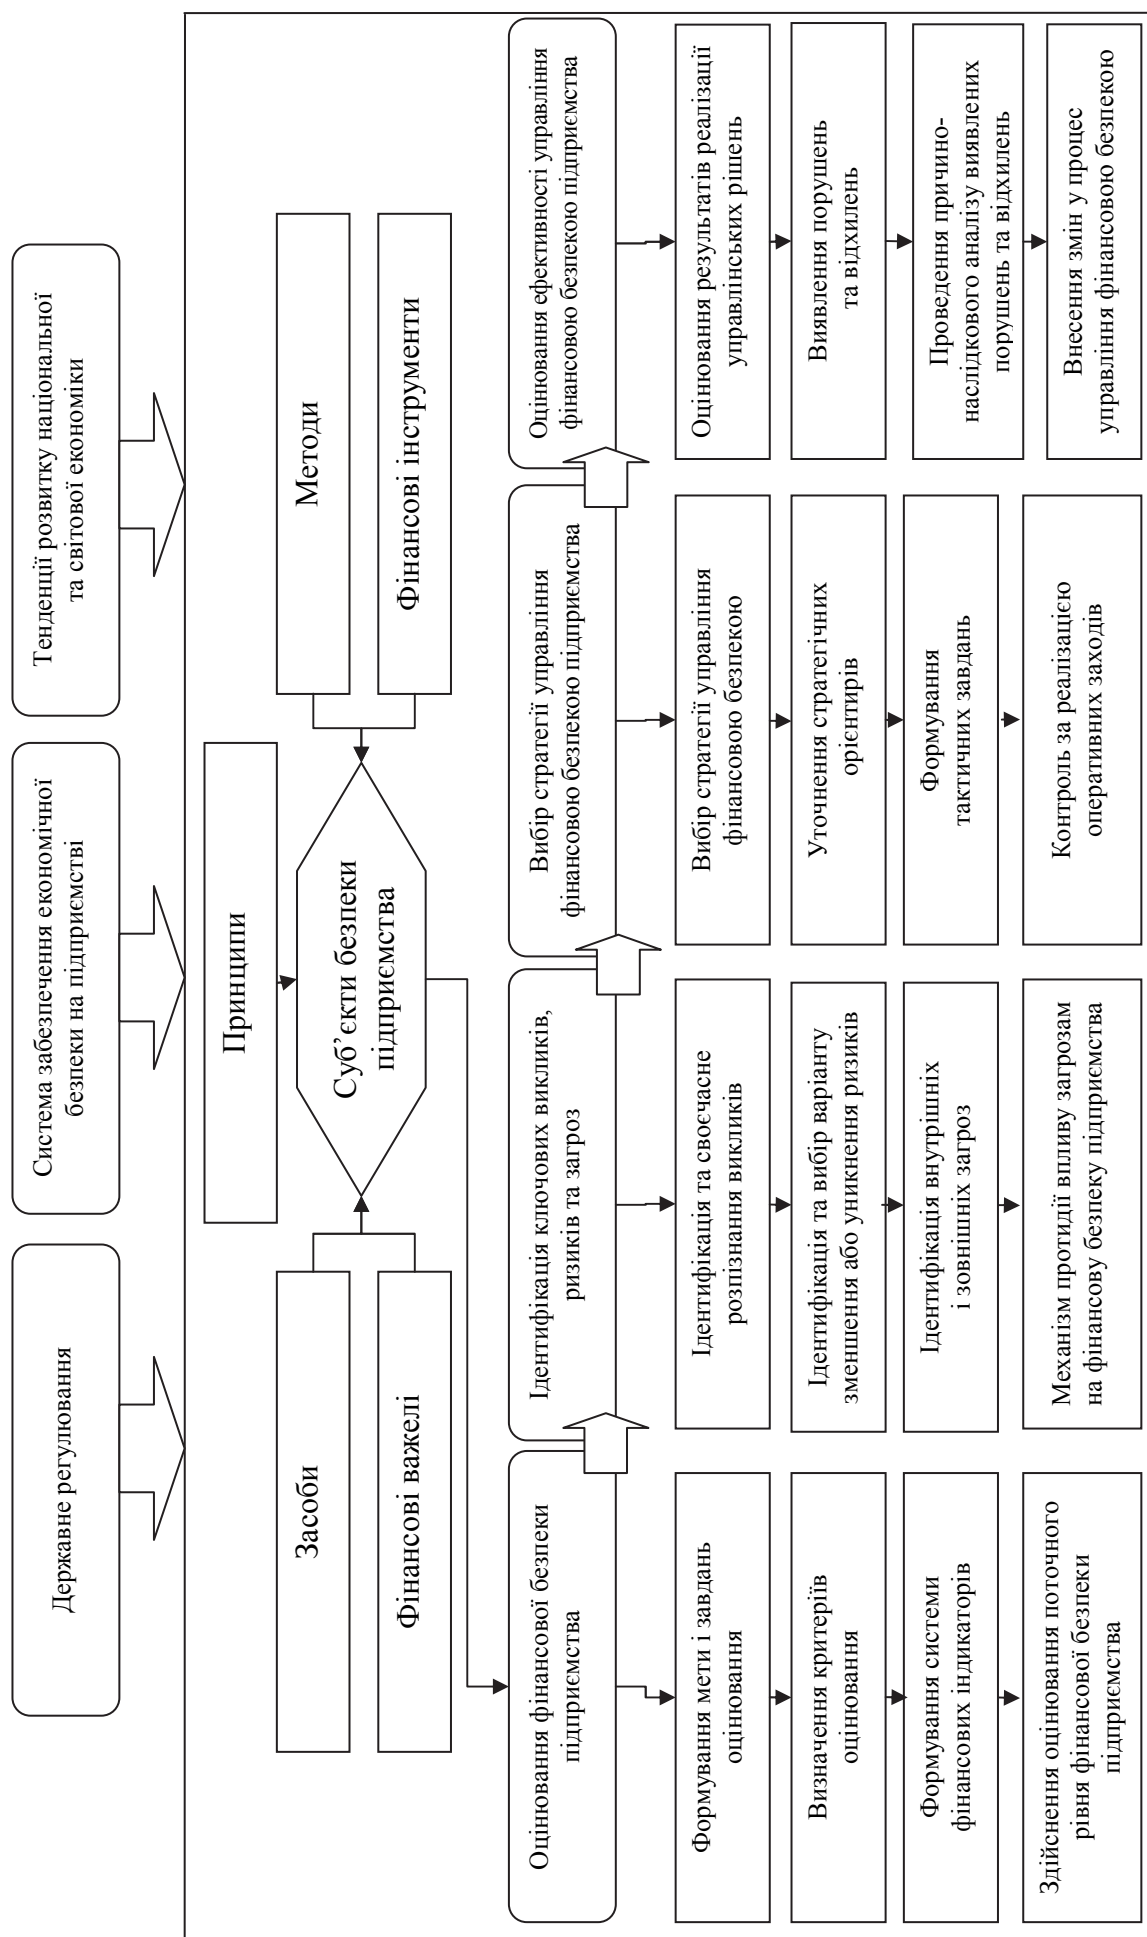 Державне регулювання
Система забезпечення економічної
безпеки на підприємстві
Тенденції розвитку національної
та світової економіки
Принципи
Засоби
Фінансові важелі
Суб’єкти безпеки
підприємства
Методи
Фінансові інструменти
Оцінювання фінансової безпеки
підприємства
Ідентифікація ключових викликів,
ризиків та загроз
Вибір стратегії управління
фінансовою безпекою підприємства
Оцінювання ефективності управління
фінансовою безпекою підприємства
Формування мети і завдань
оцінювання
Визначення критеріїв
оцінювання
Формування системи
фінансових індикаторів
Здійснення оцінювання поточного
рівня фінансової безпеки
підприємства
Ідентифікація та своєчасне
розпізнання викликів
Ідентифікація та вибір варіанту
зменшення або уникнення ризиків
Ідентифікація внутрішніх
і зовнішніх загроз
Механізм протидії впливу загрозам
на фінансову безпеку підприємства
Вибір стратегії управління
фінансовою безпекою
Уточнення стратегічних
орієнтирів
Формування
тактичних завдань
Контроль за реалізацією
оперативних заходів
Оцінювання результатів реалізації
управлінських рішень
Виявлення порушень
та відхилень
Проведення причино-
наслідкового аналізу виявлених
порушень та відхилень
Внесення змін у процес
управління фінансовою безпекою